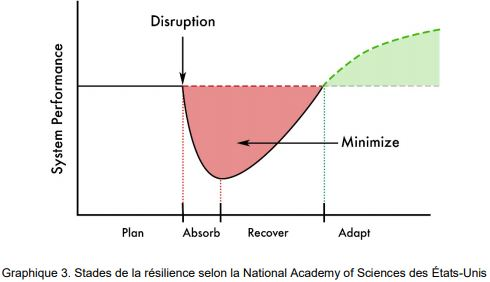 Disruption
System Performance
Minimize
Plan Absorb Recover Adapt
Graphique 3. Stades de la résilience selon la National Academy of Sciences des États-Unis